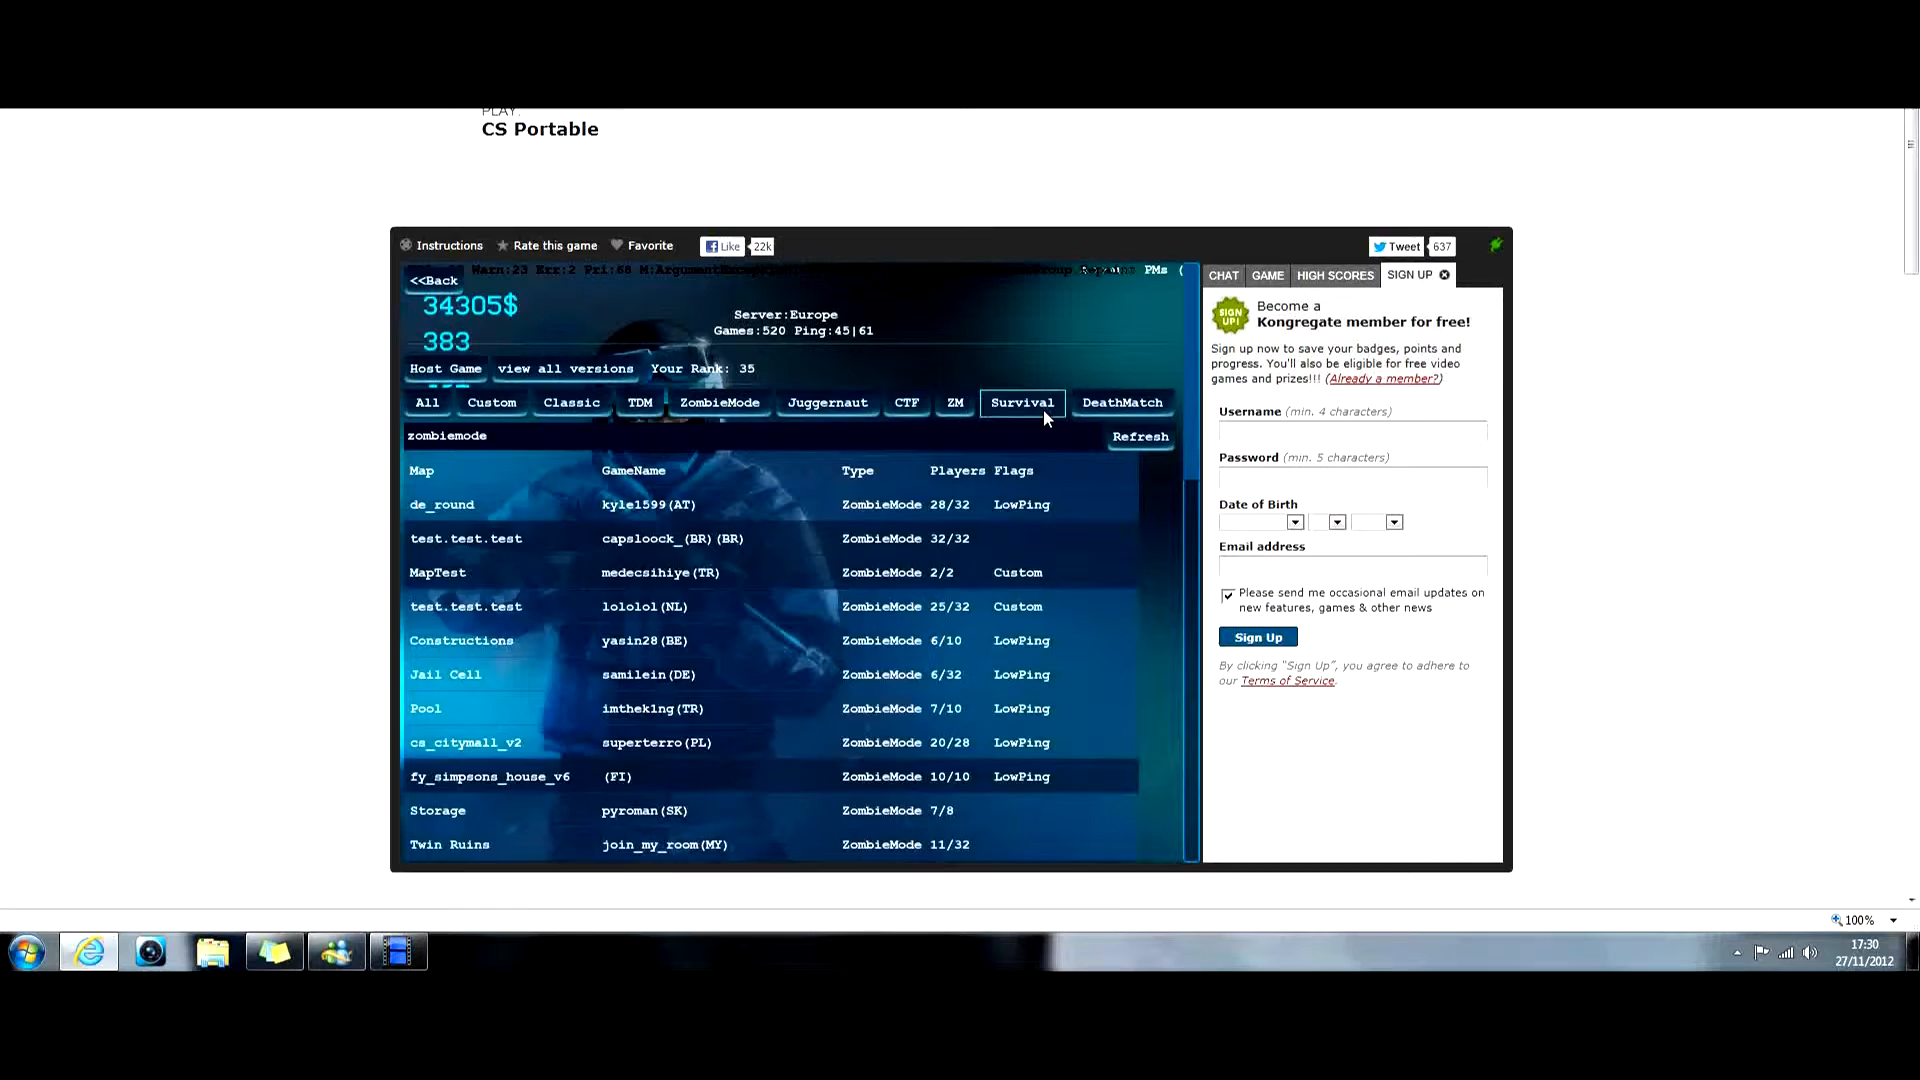 PLAY:
CS Portable
Instructions Rate this game Favorite Like 22k Tweet 637
Warn:23 Err:2 Pri:68 PMs (
<<Back
34305$
383
Server:Europe
Games:520 Ping:45|61
Host Game view all versions Your Rank: 35
All Custom Classic TDM ZombieMode Juggernaut CTF ZM Survival DeathMatch
zombiemode Refresh
Map GameName Type Players Flags
de_round kyle1599(AT) ZombieMode 28/32 LowPing
test.test.test capsloock_(BR)(BR) ZombieMode 32/32
MapTest medecsihiye(TR) ZombieMode 2/2 Custom
test.test.test lololol(NL) ZombieMode 25/32 Custom
Constructions yasin28(BE) ZombieMode 6/10 LowPing
Jail Cell samilein(DE) ZombieMode 6/32 LowPing
Pool imthek1ng(TR) ZombieMode 7/10 LowPing
cs_citymall_v2 superterro(PL) ZombieMode 20/28 LowPing
fy_simpsons_house_v6 (FI) ZombieMode 10/10 LowPing
Storage pyroman(SK) ZombieMode 7/8
Twin Ruins join_my_room(MY) ZombieMode 11/32
CHAT GAME HIGH SCORES SIGN UP
SIGN UP!
Become a
Kongregate member for free!
Sign up now to save your badges, points and
progress. You'll also be eligible for free video
games and prizes!!! (Already a member?)
Username (min. 4 characters)
Password (min. 5 characters)
Date of Birth
Email address
Please send me occasional email updates on
new features, games & other news
Sign Up
By clicking "Sign Up", you agree to adhere to
our Terms of Service.
100%
17:30
27/11/2012